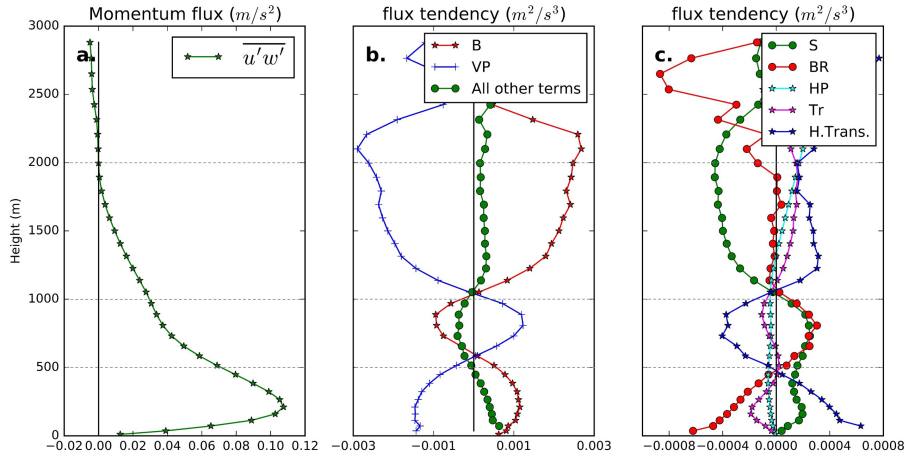 Momentum flux (m/s²)
flux tendency (m²/s³)
flux tendency (m²/s³)
3000
2500
2000
1500
1000
500
0
Height (m)
a.
u′w′
b.
B
VP
All other terms
c.
S
BR
HP
Tr
H.Trans.
−0.02 0.00 0.02 0.04 0.06 0.08 0.10 0.12
−0.003 −0.001 0.001 0.003
−0.0008 −0.0004 0.0000 0.0004 0.0008